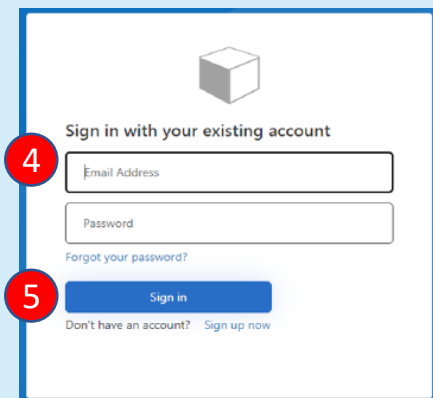 Sign in with your existing account
4
Email Address
Password
Forgot your password?
5
Sign in
Don't have an account? Sign up now